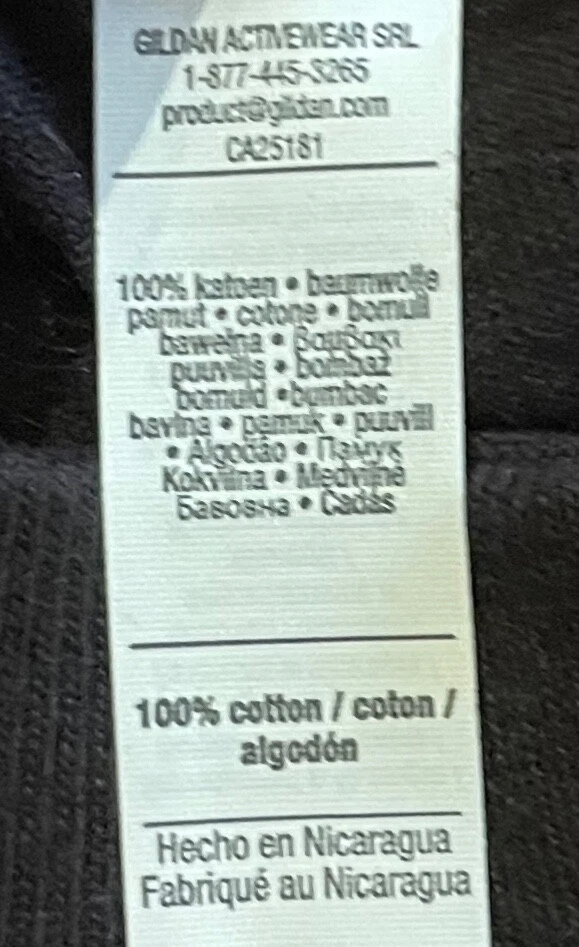 GILDAN ACTIVEWEAR SRL
1-877-445-3265
product@gildan.com
CA25181
100% katoen • baumwolle
pamut • cotone • bomull
bawełna • βαμβακι
puuvilla • bombaž
bomuld •bumbac
bavlna • pamuk • puuvill
• Algodão • Памук
Kokvilna • Medvilnė
Бавовна • Cadás
100% cotton / coton /
algodón
Hecho en Nicaragua
Fabriqué au Nicaragua